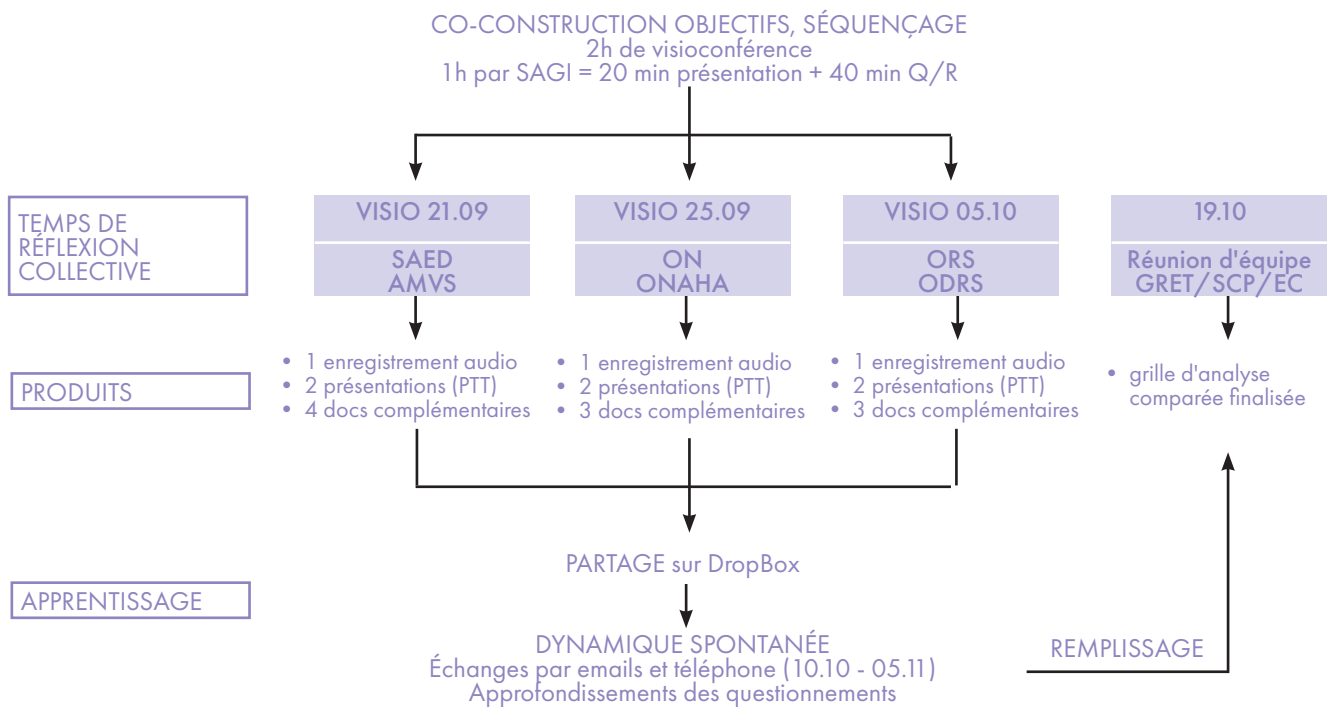 CO-CONSTRUCTION OBJECTIFS, SÉQUENÇAGE
2h de visioconférence
1h par SAGI = 20 min présentation + 40 min Q/R
TEMPS DE
RÉFLEXION
COLLECTIVE
VISIO 21.09
SAED
AMVS
VISIO 25.09
ON
ONAHA
VISIO 05.10
ORS
ODRS
19.10
Réunion d'équipe
GRET/SCP/EC
PRODUITS
• 1 enregistrement audio
• 2 présentations (PTT)
• 4 docs complémentaires
• 1 enregistrement audio
• 2 présentations (PTT)
• 3 docs complémentaires
• 1 enregistrement audio
• 2 présentations (PTT)
• 3 docs complémentaires
• grille d'analyse
comparée finalisée
PARTAGE sur DropBox
APPRENTISSAGE
DYNAMIQUE SPONTANÉE
Échanges par emails et téléphone (10.10 - 05.11)
Approfondissements des questionnements
REMPLISSAGE